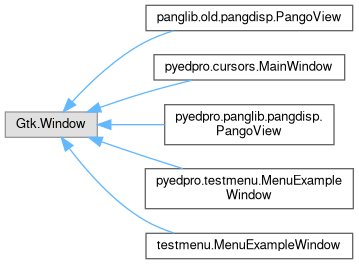 panglib.old.pangdisp.PangoView
pyedpro.cursors.MainWindow
Gtk.Window
pyedpro.panglib.pangdisp.
PangoView
pyedpro.testmenu.MenuExample
Window
testmenu.MenuExampleWindow